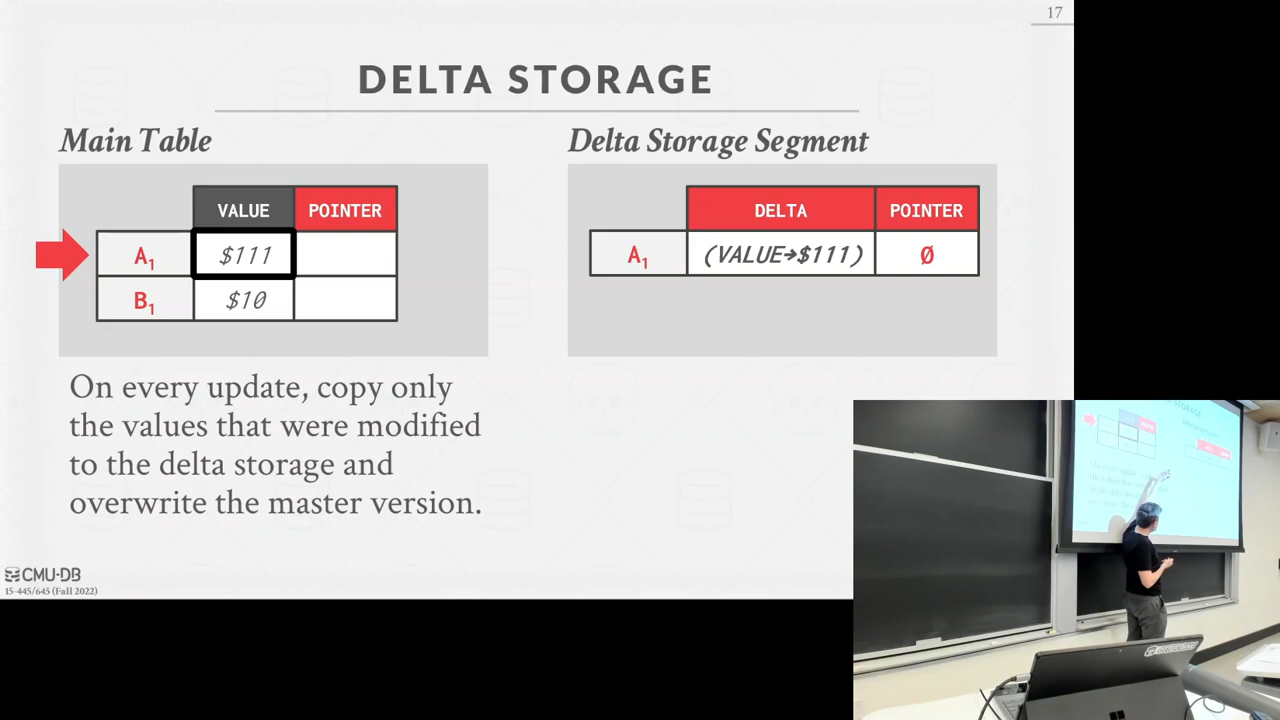 17
DELTA STORAGE
Main Table
VALUE POINTER
A1 $111
B1 $10
Delta Storage Segment
DELTA POINTER
A1 (VALUE→$111) Ø
On every update, copy only
the values that were modified
to the delta storage and
overwrite the master version.
CMU·DB
15-445/645 (Fall 2022)